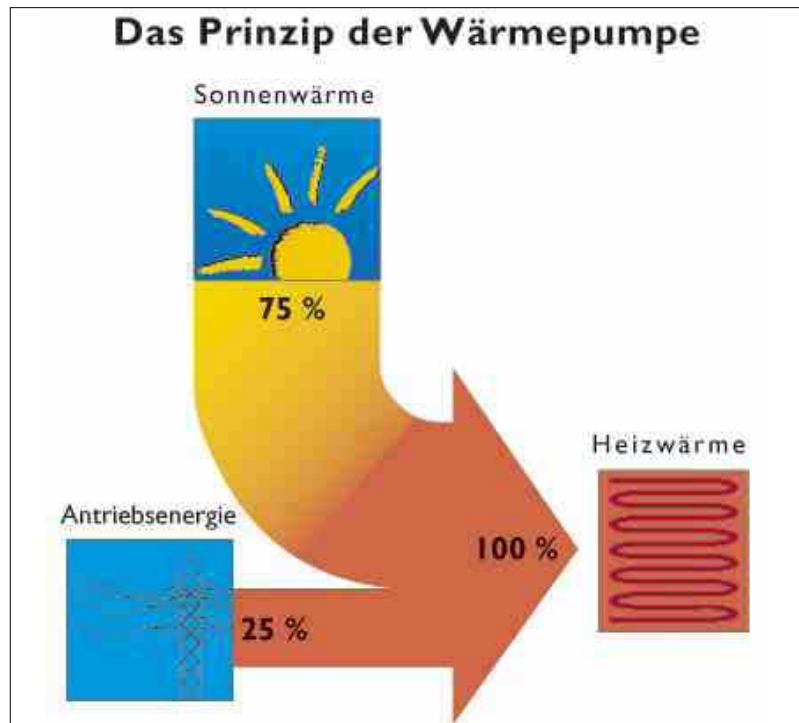 Das Prinzip der Wärmepumpe
Sonnenwärme
75 %
Heizwärme
Antriebsenergie
100 %
25 %